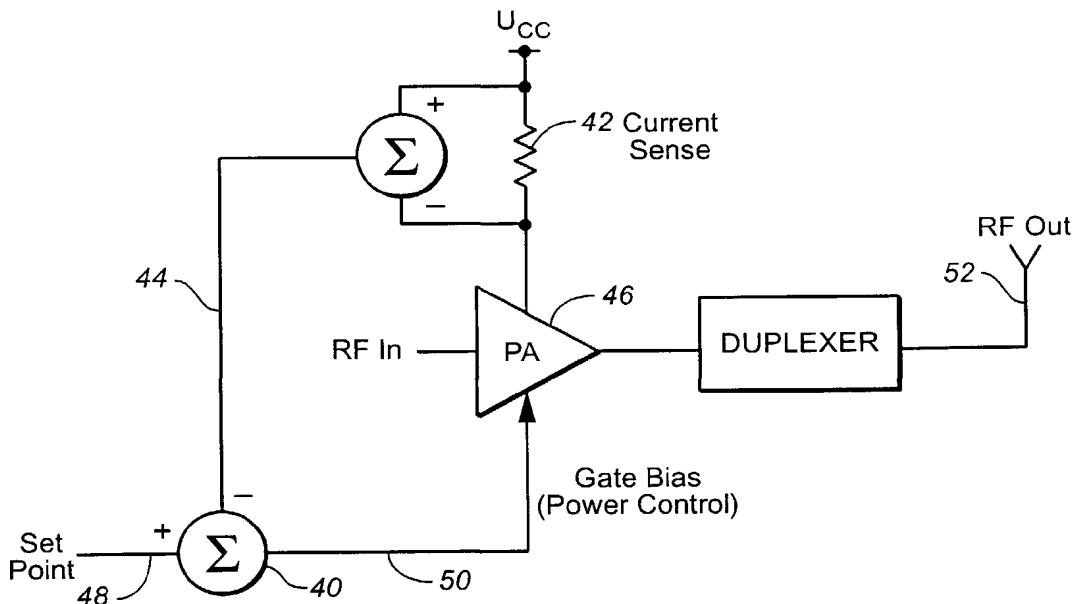 U_CC
+
42 Current
Sense
Σ
−
RF Out
52
44
46
RF In
PA
DUPLEXER
Gate Bias
(Power Control)
−
+
Set
Point
Σ
48
40
50